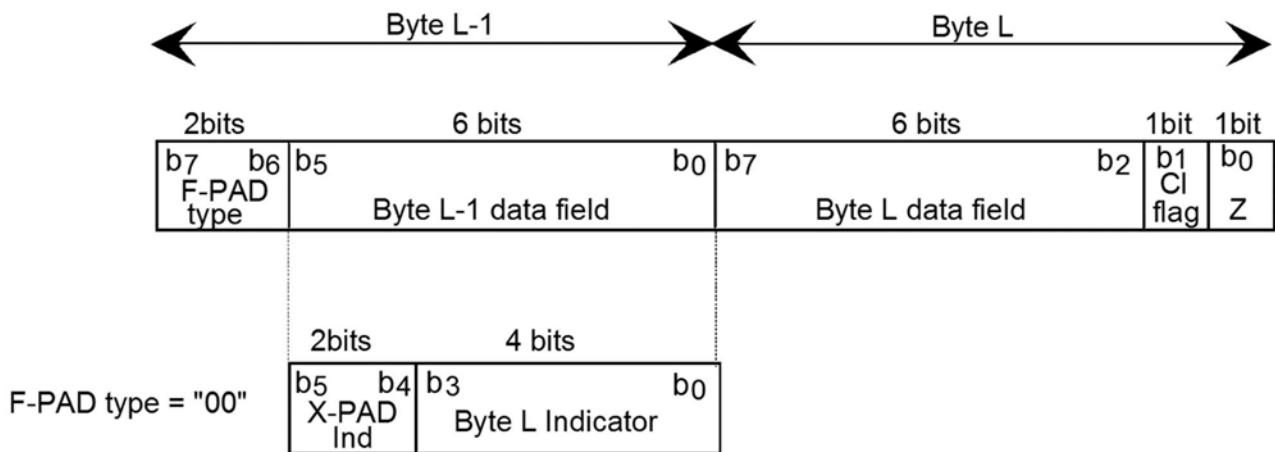 Byte L-1 Byte L
2bits 6 bits 6 bits 1bit 1bit
b7 b6 b5 b0 b7 b2 b1 b0
F-PAD type Byte L-1 data field Byte L data field CI flag Z
2bits 4 bits
F-PAD type = "00" b5 b4 b3 b0
X-PAD Ind Byte L Indicator